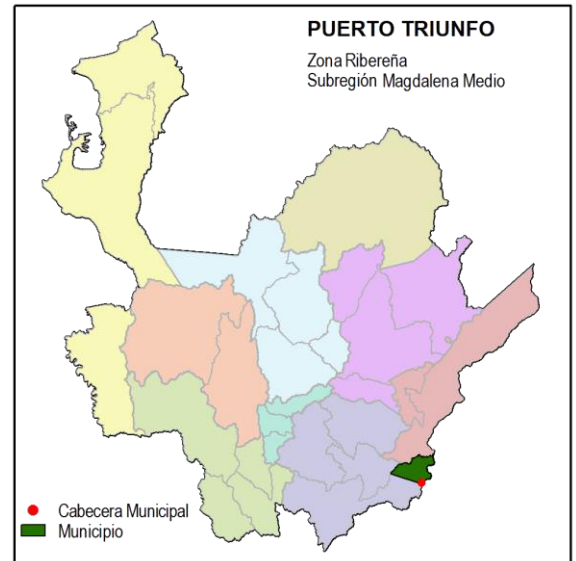 PUERTO TRIUNFO
Zona Ribereña
Subregión Magdalena Medio
Cabecera Municipal
Municipio